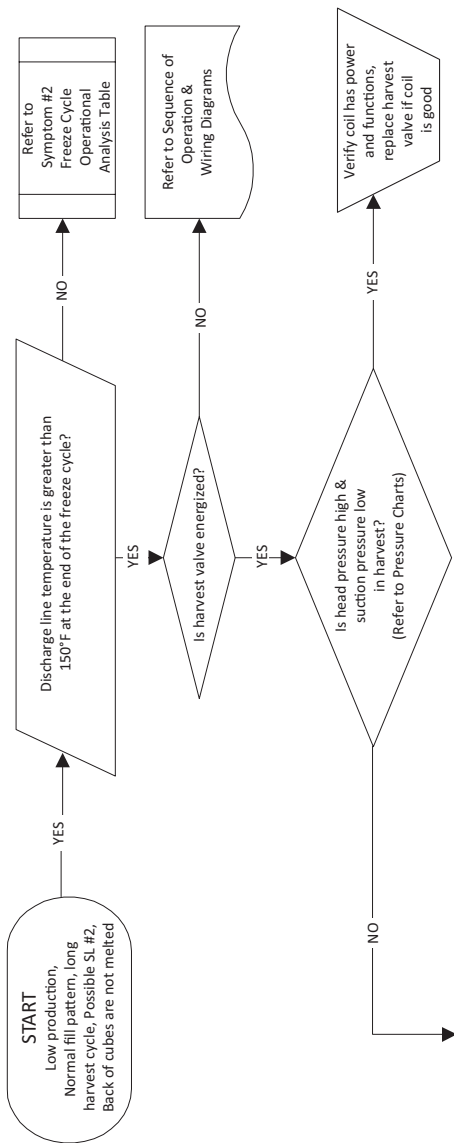 START
Low production,
Normal fill pattern, long
harvest cycle, Possible SL #2,
Back of cubes are not melted
YES
Discharge line temperature is greater than
150°F at the end of the freeze cycle?
NO
Refer to
Symptom #2
Freeze Cycle
Operational
Analysis Table
YES
Is harvest valve energized?
NO
Refer to Sequence of
Operation &
Wiring Diagrams
YES
Is head pressure high &
suction pressure low
in harvest?
(Refer to Pressure Charts)
YES
Verify coil has power
and functions,
replace harvest
valve if coil
is good
NO